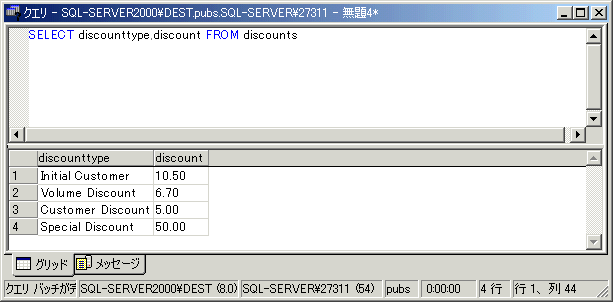 クエリ - SQL-SERVER2000¥DEST.pubs.SQL-SERVER¥27311 - 無題4*
SELECT discounttype,discount FROM discounts
discounttype discount
1 Initial Customer 10.50
2 Volume Discount 6.70
3 Customer Discount 5.00
4 Special Discount 50.00
グリッド メッセージ
クエリ バッチがテ SQL-SERVER2000¥DEST (8.0) SQL-SERVER¥27311 (54) pubs 0:00:00 4 行 行 1、列 44